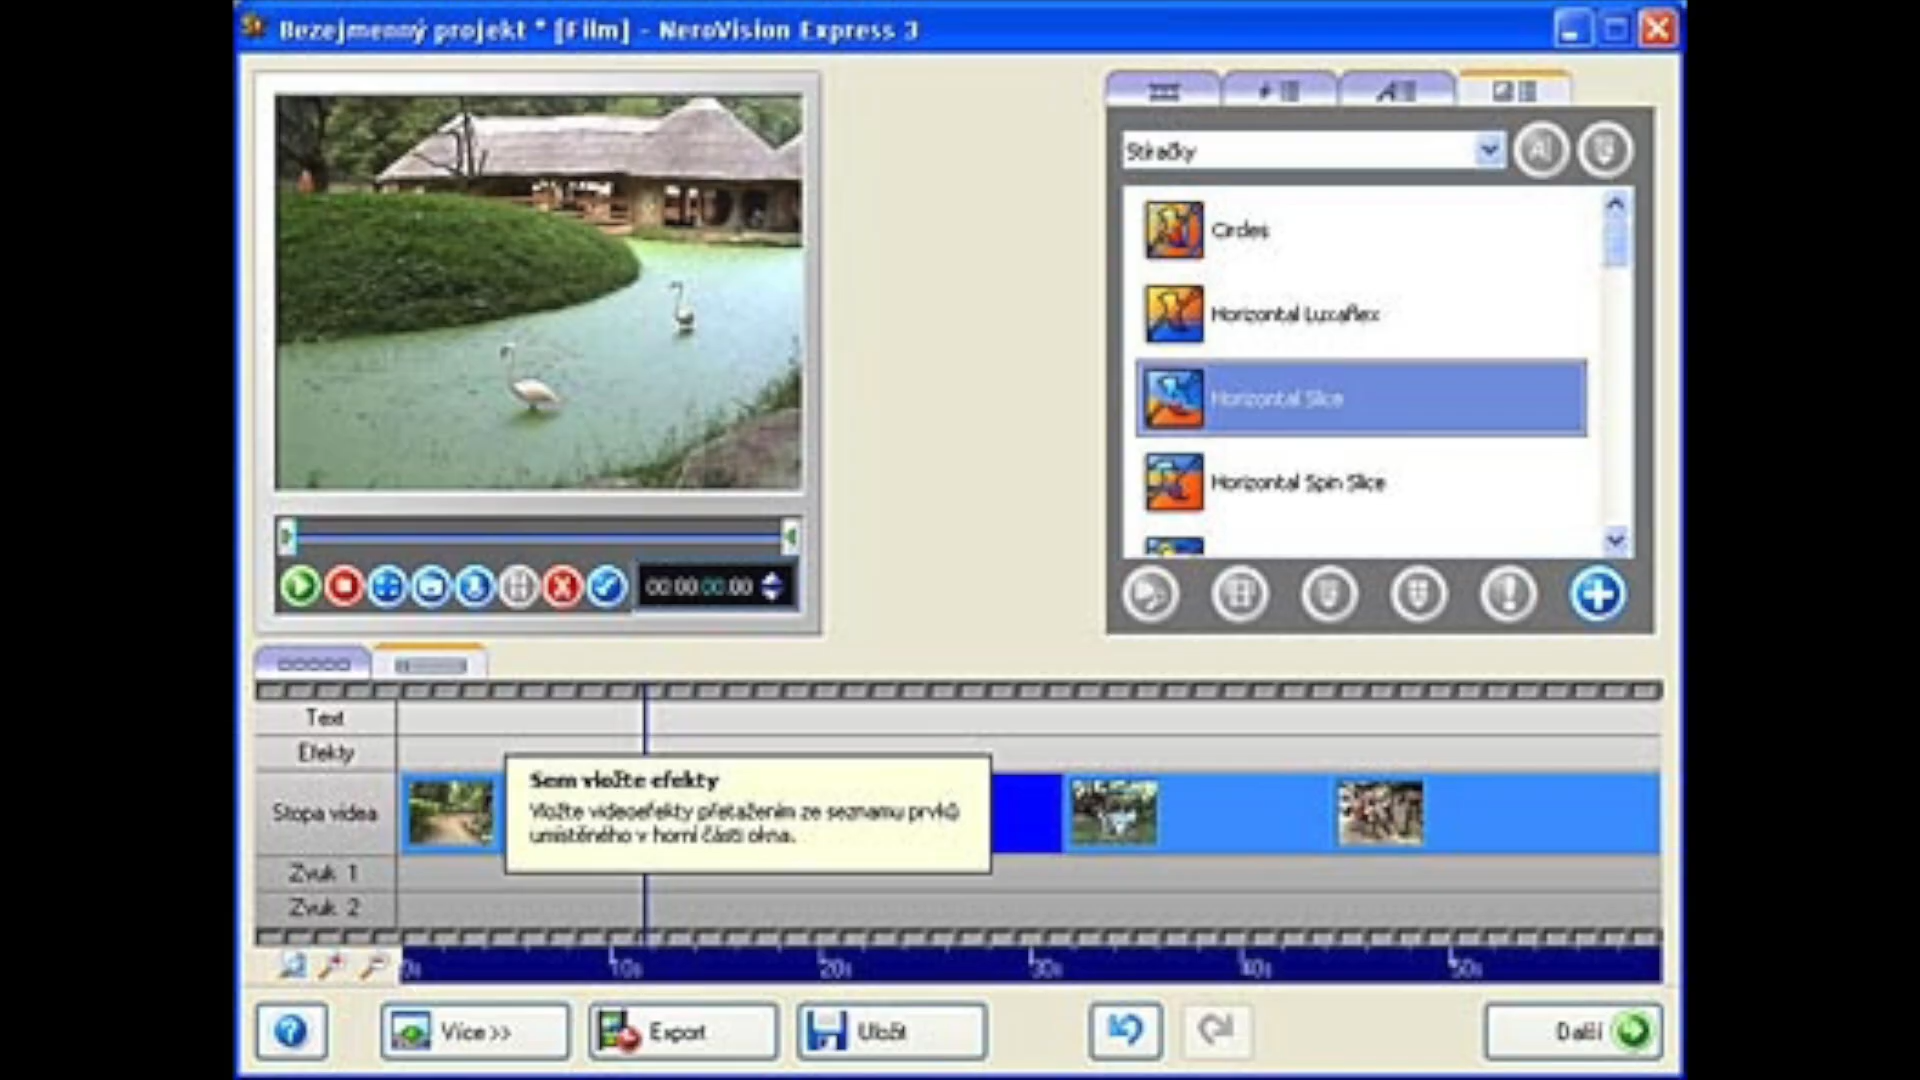 Bezejmenný projekt * [Film] - NeroVision Express 3
Stíračky
Circles
Horizontal Luxaflex
Horizontal Slice
Horizontal Spin Slice
00:00:00.00
Text
Efekty
Sem vložte efekty
Vložte videoefekty přetažením ze seznamu prvků
umístěného v horní části okna.
Stopa videa
Zvuk 1
Zvuk 2
0s 10s 20s 30s 40s 50s
Více >> Export Uložit Další